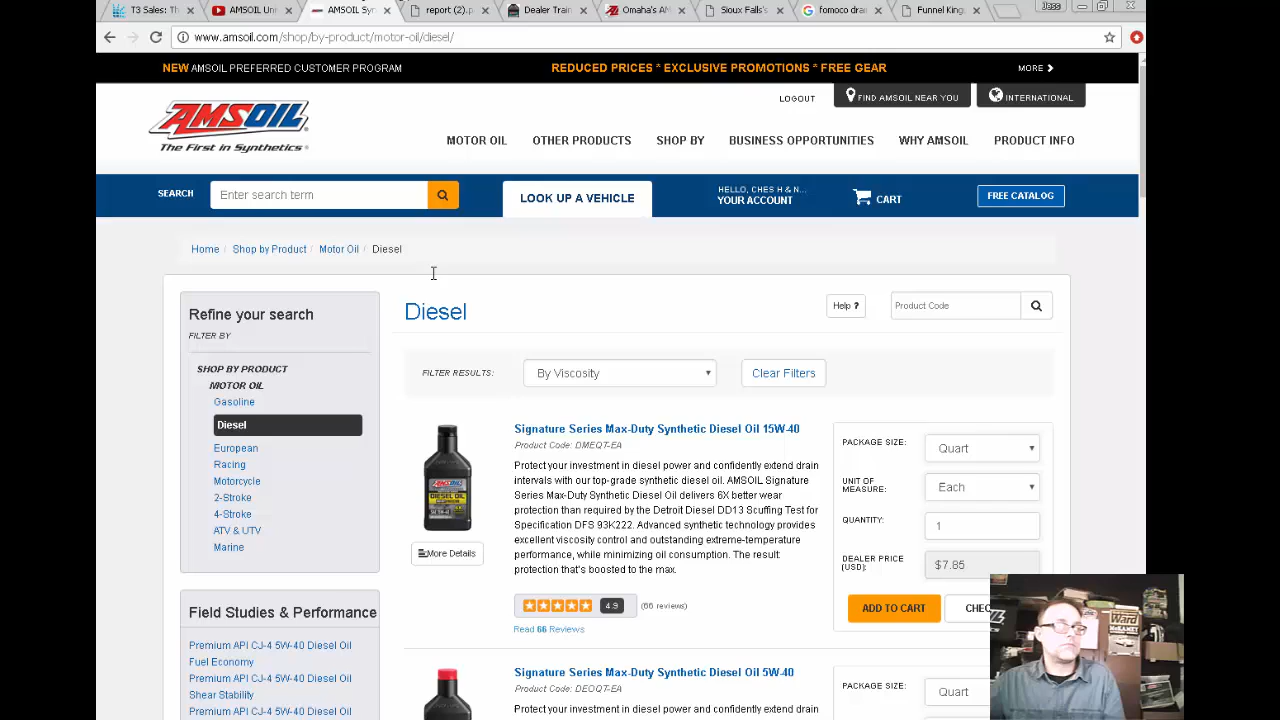 T3 Sales: Th
AMSOIL Uni
AMSOIL Syn
report (2).p
Dealer Train
Omaha's AM
Sioux Falls's
fomoco drar
Funnel King
Jess
www.amsoil.com/shop/by-product/motor-oil/diesel/
NEW AMSOIL PREFERRED CUSTOMER PROGRAM
REDUCED PRICES * EXCLUSIVE PROMOTIONS * FREE GEAR
MORE
LOGOUT
FIND AMSOIL NEAR YOU
INTERNATIONAL
AMSOIL
The First in Synthetics®
MOTOR OIL
OTHER PRODUCTS
SHOP BY
BUSINESS OPPORTUNITIES
WHY AMSOIL
PRODUCT INFO
SEARCH
Enter search term
LOOK UP A VEHICLE
HELLO, CHES H & N...
YOUR ACCOUNT
CART
FREE CATALOG
Home / Shop by Product / Motor Oil / Diesel
Refine your search
FILTER BY
SHOP BY PRODUCT
MOTOR OIL
Gasoline
Diesel
European
Racing
Motorcycle
2-Stroke
4-Stroke
ATV & UTV
Marine
Field Studies & Performance
Premium API CJ-4 5W-40 Diesel Oil
Fuel Economy
Premium API CJ-4 5W-40 Diesel Oil
Shear Stability
Premium API CJ-4 5W-40 Diesel Oil
Diesel
Help ?
Product Code
FILTER RESULTS:
By Viscosity
Clear Filters
Signature Series Max-Duty Synthetic Diesel Oil 15W-40
Product Code: DMEQT-EA
Protect your investment in diesel power and confidently extend drain
intervals with our top-grade synthetic diesel oil. AMSOIL Signature
Series Max-Duty Synthetic Diesel Oil delivers 6X better wear
protection than required by the Detroit Diesel DD13 Scuffing Test for
Specification DFS 93K222. Advanced synthetic technology provides
excellent viscosity control and outstanding extreme-temperature
performance, while minimizing oil consumption. The result:
protection that's boosted to the max.
More Details
4.9
(66 reviews)
Read 66 Reviews
PACKAGE SIZE:
Quart
UNIT OF
MEASURE:
Each
QUANTITY:
1
DEALER PRICE
(USD):
$7.85
ADD TO CART
CHEC
Signature Series Max-Duty Synthetic Diesel Oil 5W-40
Product Code: DEOQT-EA
Protect your investment in diesel power and confidently extend drain
PACKAGE SIZE:
Quart
Ward
McKANEY